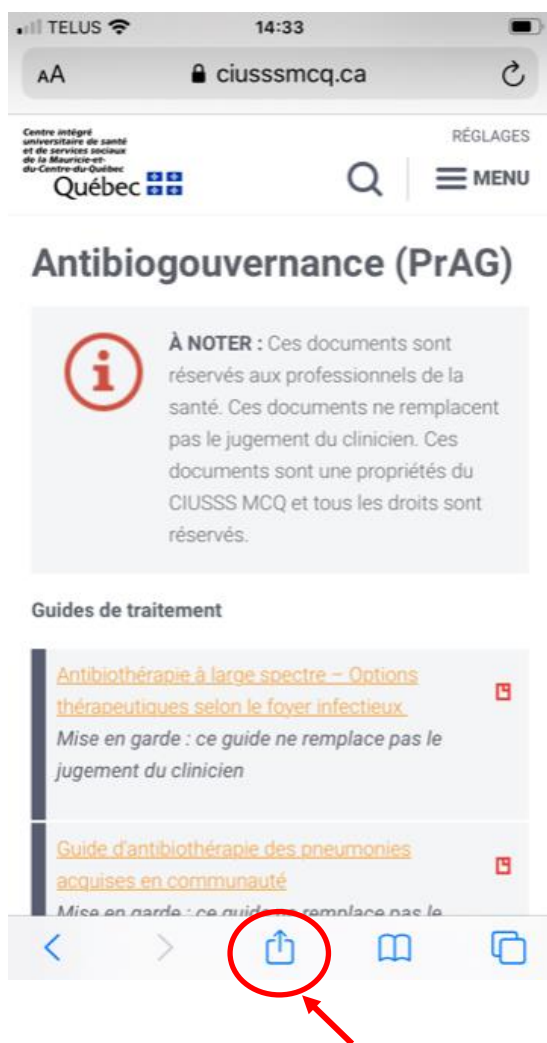 TELUS
14:33
AA
ciusssmcq.ca
Centre intégré
universitaire de santé
et de services sociaux
de la Mauricie-et-
du-Centre-du-Québec
Québec
RÉGLAGES
MENU
Antibiogouvernance (PrAG)
À NOTER : Ces documents sont
réservés aux professionnels de la
santé. Ces documents ne remplacent
pas le jugement du clinicien. Ces
documents sont une propriétés du
CIUSSS MCQ et tous les droits sont
réservés.
Guides de traitement
Antibiothérapie à large spectre – Options
thérapeutiques selon le foyer infectieux
Mise en garde : ce guide ne remplace pas le
jugement du clinicien
Guide d'antibiothérapie des pneumonies
acquises en communauté
Mise en garde : ce guide ne remplace pas le